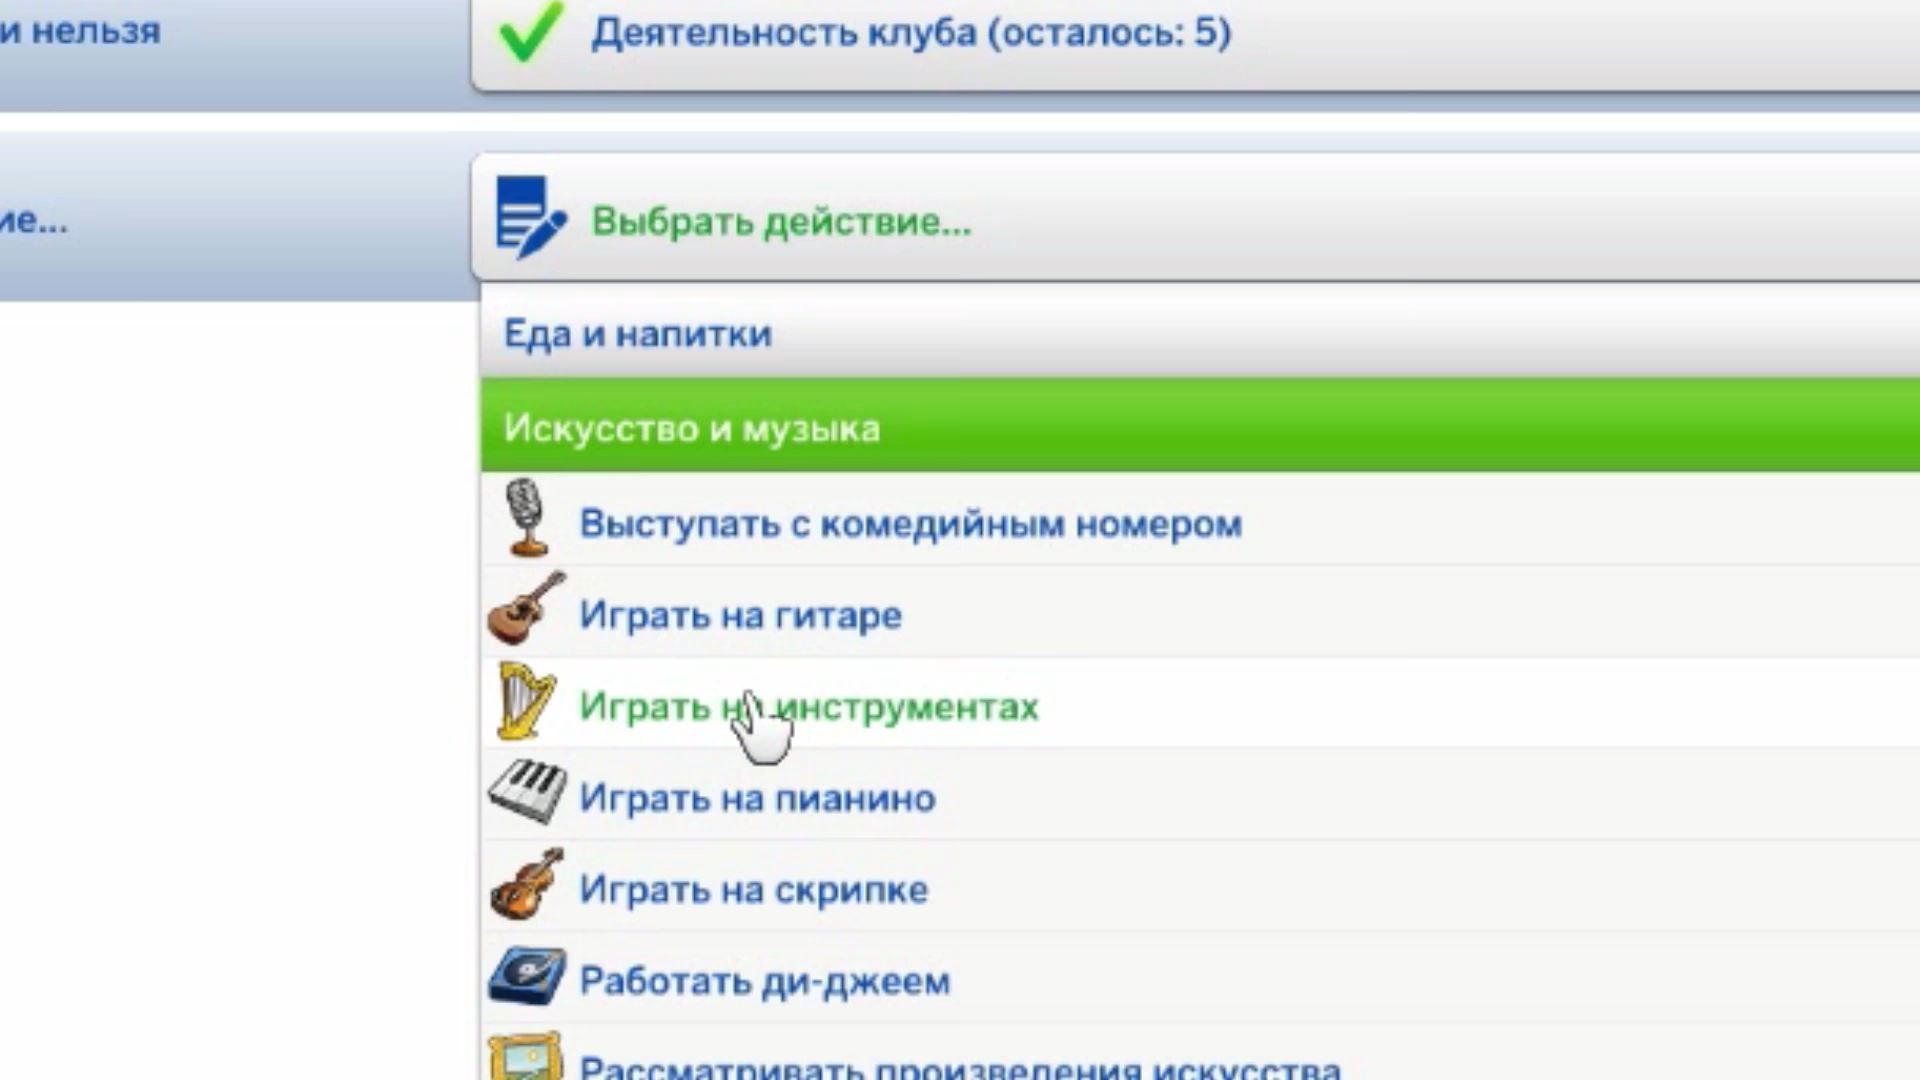 и нельзя
Деятельность клуба (осталось: 5)
ие...
Выбрать действие...
Еда и напитки
Искусство и музыка
Выступать с комедийным номером
Играть на гитаре
Играть на инструментах
Играть на пианино
Играть на скрипке
Работать ди-джеем
Рассматривать произведения искусства